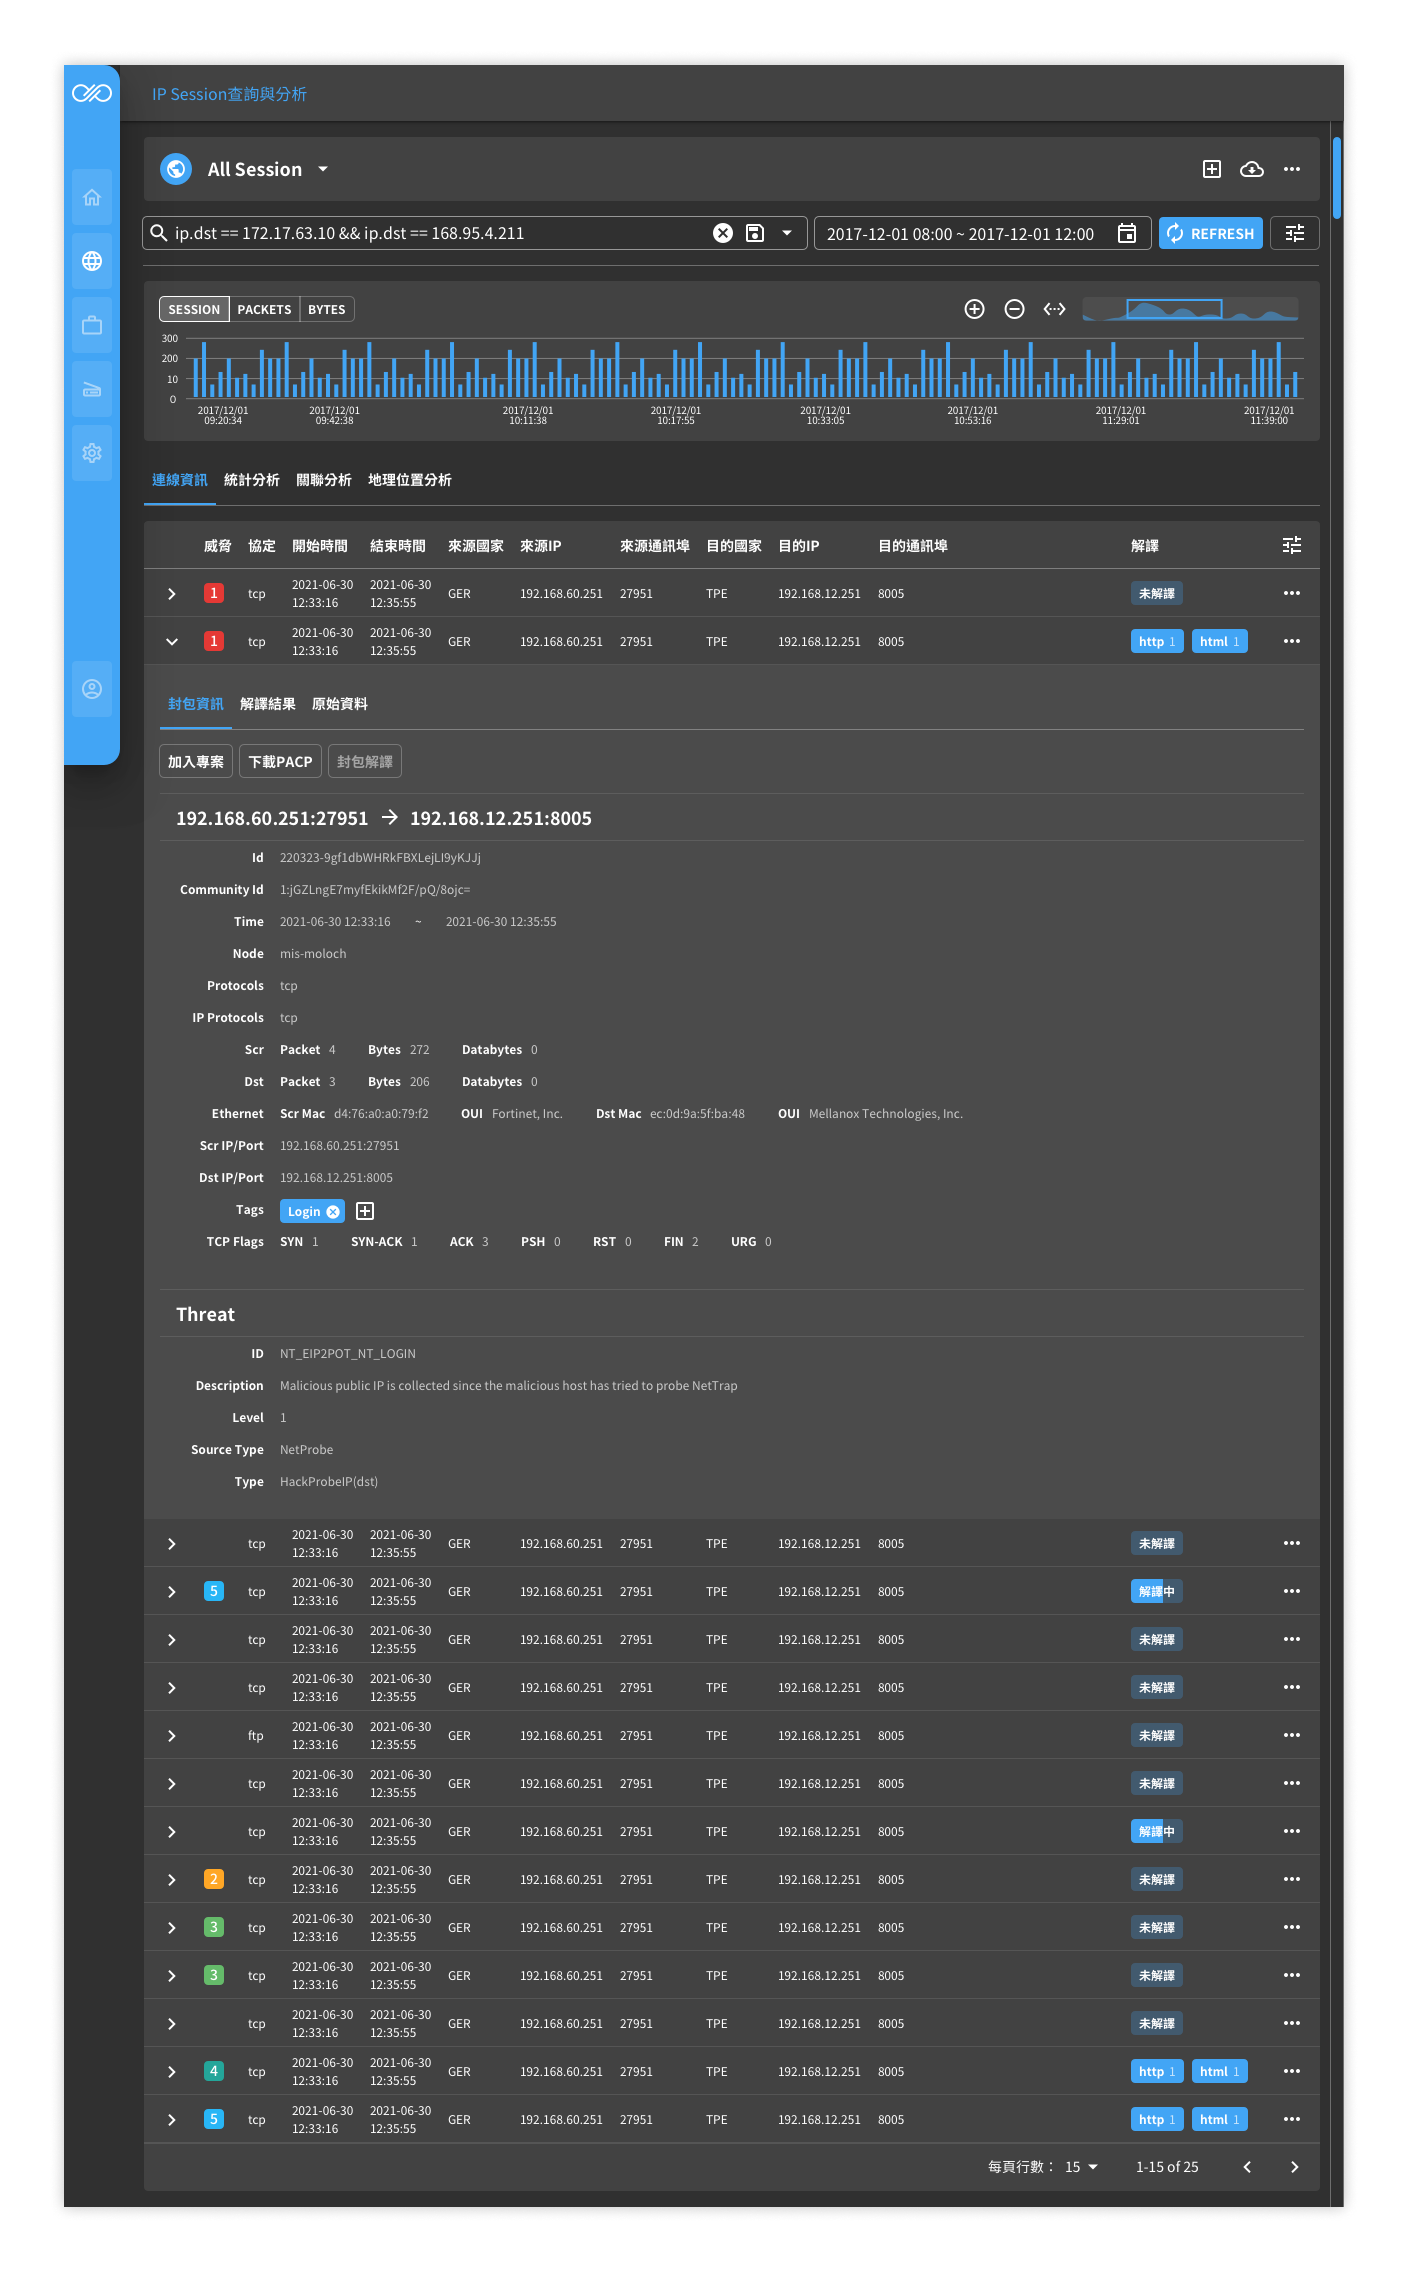 IP Session查詢與分析
All Session
ip.dst == 172.17.63.10 && ip.dst == 168.95.4.211
2017-12-01 08:00 ~ 2017-12-01 12:00
REFRESH
SESSION PACKETS BYTES
300
200
10
0
2017/12/01 2017/12/01 2017/12/01 2017/12/01 2017/12/01 2017/12/01 2017/12/01 2017/12/01
09:20:34 09:42:38 10:11:38 10:17:55 10:33:05 10:53:16 11:29:01 11:39:00
連線資訊 統計分析 關聯分析 地理位置分析
威脅 協定 開始時間 結束時間 來源國家 來源IP 來源通訊埠 目的國家 目的IP 目的通訊埠 解譯
2021-06-30 2021-06-30
1 tcp GER 192.168.60.251 27951 TPE 192.168.12.251 8005 未解譯
12:33:16 12:35:55
2021-06-30 2021-06-30
1 tcp GER 192.168.60.251 27951 TPE 192.168.12.251 8005 http 1 html 1
12:33:16 12:35:55
封包資訊 解譯結果 原始資料
加入專案 下載PACP 封包解譯
192.168.60.251:27951 → 192.168.12.251:8005
Id 220323-9gf1dbWHRkFBXLejLI9yKJJj
Community Id 1:jGZLngE7myfEkikMf2F/pQ/8ojc=
Time 2021-06-30 12:33:16 ~ 2021-06-30 12:35:55
Node mis-moloch
Protocols tcp
IP Protocols tcp
Scr Packet 4 Bytes 272 Databytes 0
Dst Packet 3 Bytes 206 Databytes 0
Ethernet Scr Mac d4:76:a0:a0:79:f2 OUI Fortinet, Inc. Dst Mac ec:0d:9a:5f:ba:48 OUI Mellanox Technologies, Inc.
Scr IP/Port 192.168.60.251:27951
Dst IP/Port 192.168.12.251:8005
Tags Login
TCP Flags SYN 1 SYN-ACK 1 ACK 3 PSH 0 RST 0 FIN 2 URG 0
Threat
ID NT_EIP2POT_NT_LOGIN
Description Malicious public IP is collected since the malicious host has tried to probe NetTrap
Level 1
Source Type NetProbe
Type HackProbeIP(dst)
2021-06-30 2021-06-30
tcp GER 192.168.60.251 27951 TPE 192.168.12.251 8005 未解譯
12:33:16 12:35:55
2021-06-30 2021-06-30
5 tcp GER 192.168.60.251 27951 TPE 192.168.12.251 8005 解譯中
12:33:16 12:35:55
2021-06-30 2021-06-30
tcp GER 192.168.60.251 27951 TPE 192.168.12.251 8005 未解譯
12:33:16 12:35:55
2021-06-30 2021-06-30
tcp GER 192.168.60.251 27951 TPE 192.168.12.251 8005 未解譯
12:33:16 12:35:55
2021-06-30 2021-06-30
ftp GER 192.168.60.251 27951 TPE 192.168.12.251 8005 未解譯
12:33:16 12:35:55
2021-06-30 2021-06-30
tcp GER 192.168.60.251 27951 TPE 192.168.12.251 8005 未解譯
12:33:16 12:35:55
2021-06-30 2021-06-30
tcp GER 192.168.60.251 27951 TPE 192.168.12.251 8005 解譯中
12:33:16 12:35:55
2021-06-30 2021-06-30
2 tcp GER 192.168.60.251 27951 TPE 192.168.12.251 8005 未解譯
12:33:16 12:35:55
2021-06-30 2021-06-30
3 tcp GER 192.168.60.251 27951 TPE 192.168.12.251 8005 未解譯
12:33:16 12:35:55
2021-06-30 2021-06-30
3 tcp GER 192.168.60.251 27951 TPE 192.168.12.251 8005 未解譯
12:33:16 12:35:55
2021-06-30 2021-06-30
tcp GER 192.168.60.251 27951 TPE 192.168.12.251 8005 未解譯
12:33:16 12:35:55
2021-06-30 2021-06-30
4 tcp GER 192.168.60.251 27951 TPE 192.168.12.251 8005 http 1 html 1
12:33:16 12:35:55
2021-06-30 2021-06-30
5 tcp GER 192.168.60.251 27951 TPE 192.168.12.251 8005 http 1 html 1
12:33:16 12:35:55
每頁行數： 15 1-15 of 25